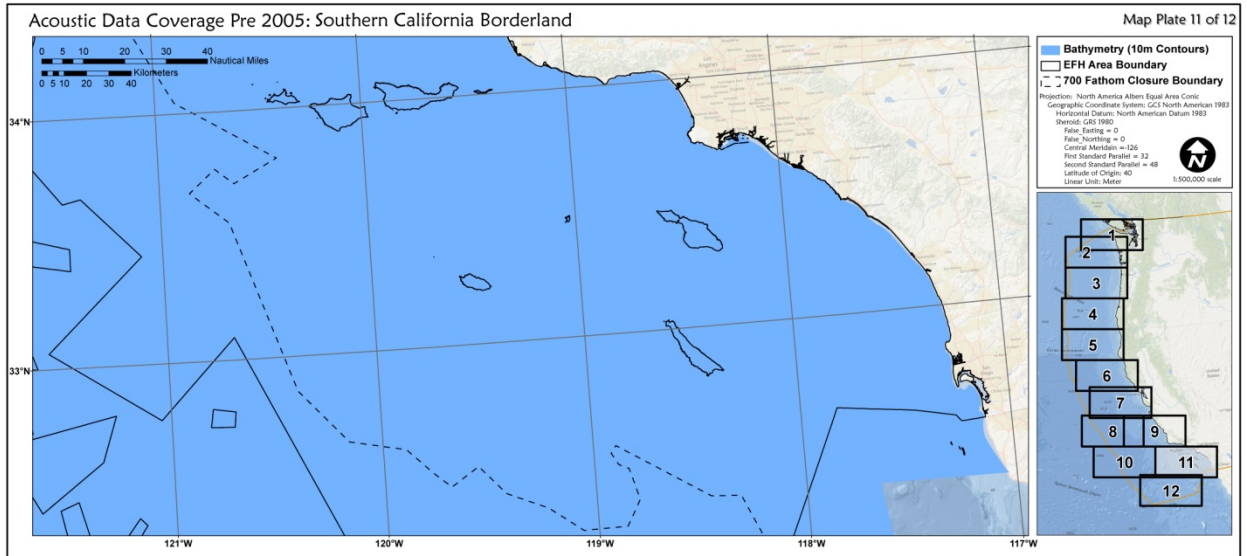 Acoustic Data Coverage Pre 2005: Southern California Borderland
Map Plate 11 of 12
0 5 10 20 30 40
Nautical Miles
0 5 10 20 30 40
Kilometers
34°N
33°N
121°W
120°W
119°W
118°W
117°W
Los Angeles
San Diego
Bathymetry (10m Contours)
EFH Area Boundary
700 Fathom Closure Boundary
Projection: North America Albers Equal Area Conic
Geographic Coordinate System: GCS North American 1983
Horizontal Datum: North American Datum 1983
Sheroid: GRS 1980
False_Easting = 0
False_Northing = 0
Central Meridain =-126
First Standard Parallel = 32
Second Standard Parallel = 48
Latitude of Origin: 40
Linear Unit: Meter
N
1:500,000 scale
1
2
3
4
5
6
7
8
9
10
11
12